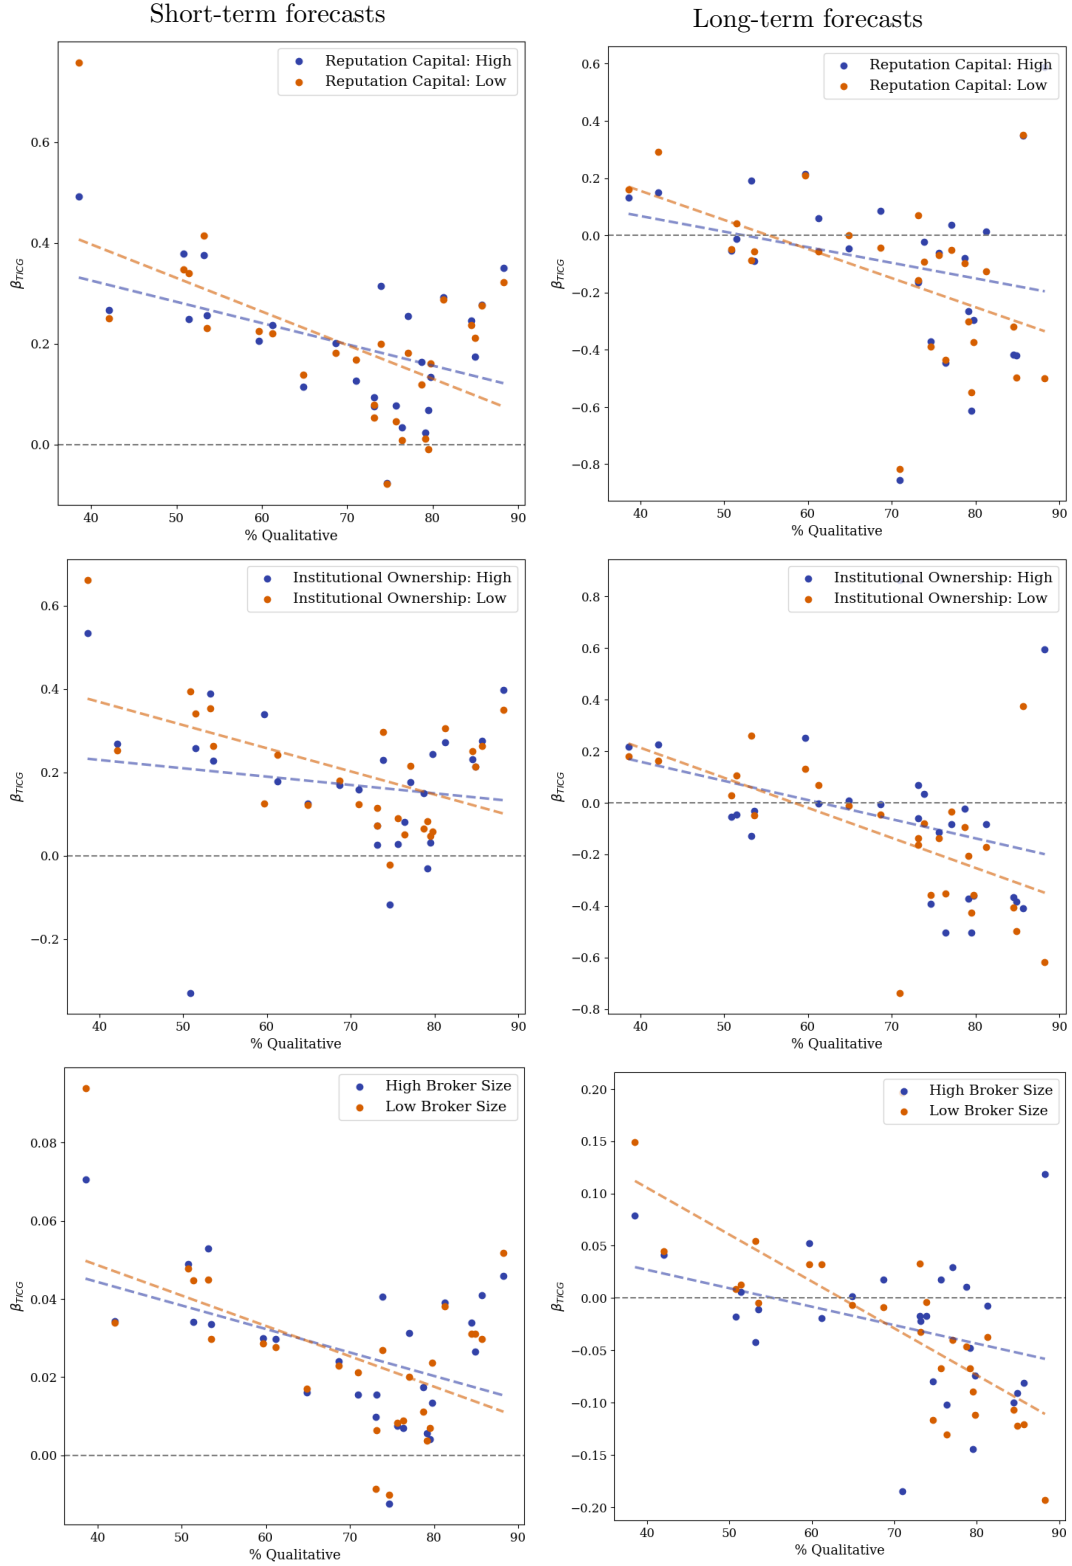 Short-term forecasts
Long-term forecasts
Reputation Capital: High
Reputation Capital: Low
0.6
0.4
0.2
0.0
β_TICG
40 50 60 70 80 90
% Qualitative
Reputation Capital: High
Reputation Capital: Low
0.6
0.4
0.2
0.0
−0.2
−0.4
−0.6
−0.8
β_TICG
40 50 60 70 80 90
% Qualitative
Institutional Ownership: High
Institutional Ownership: Low
0.6
0.4
0.2
0.0
−0.2
β_TICG
40 50 60 70 80 90
% Qualitative
Institutional Ownership: High
Institutional Ownership: Low
0.8
0.6
0.4
0.2
0.0
−0.2
−0.4
−0.6
−0.8
β_TICG
40 50 60 70 80 90
% Qualitative
High Broker Size
Low Broker Size
0.08
0.06
0.04
0.02
0.00
β_TICG
40 50 60 70 80 90
% Qualitative
High Broker Size
Low Broker Size
0.20
0.15
0.10
0.05
0.00
−0.05
−0.10
−0.15
−0.20
β_TICG
40 50 60 70 80 90
% Qualitative